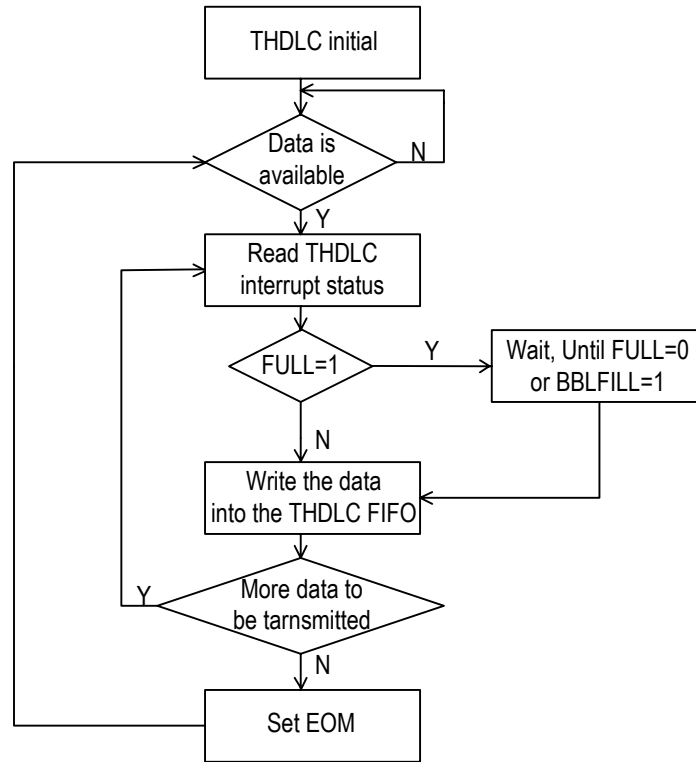 THDLC initial
Data is
available
N
Y
Read THDLC
interrupt status
FULL=1
Y
Wait, Until FULL=0
or BBLFILL=1
N
Write the data
into the THDLC FIFO
More data to
be tarnsmitted
Y
N
Set EOM